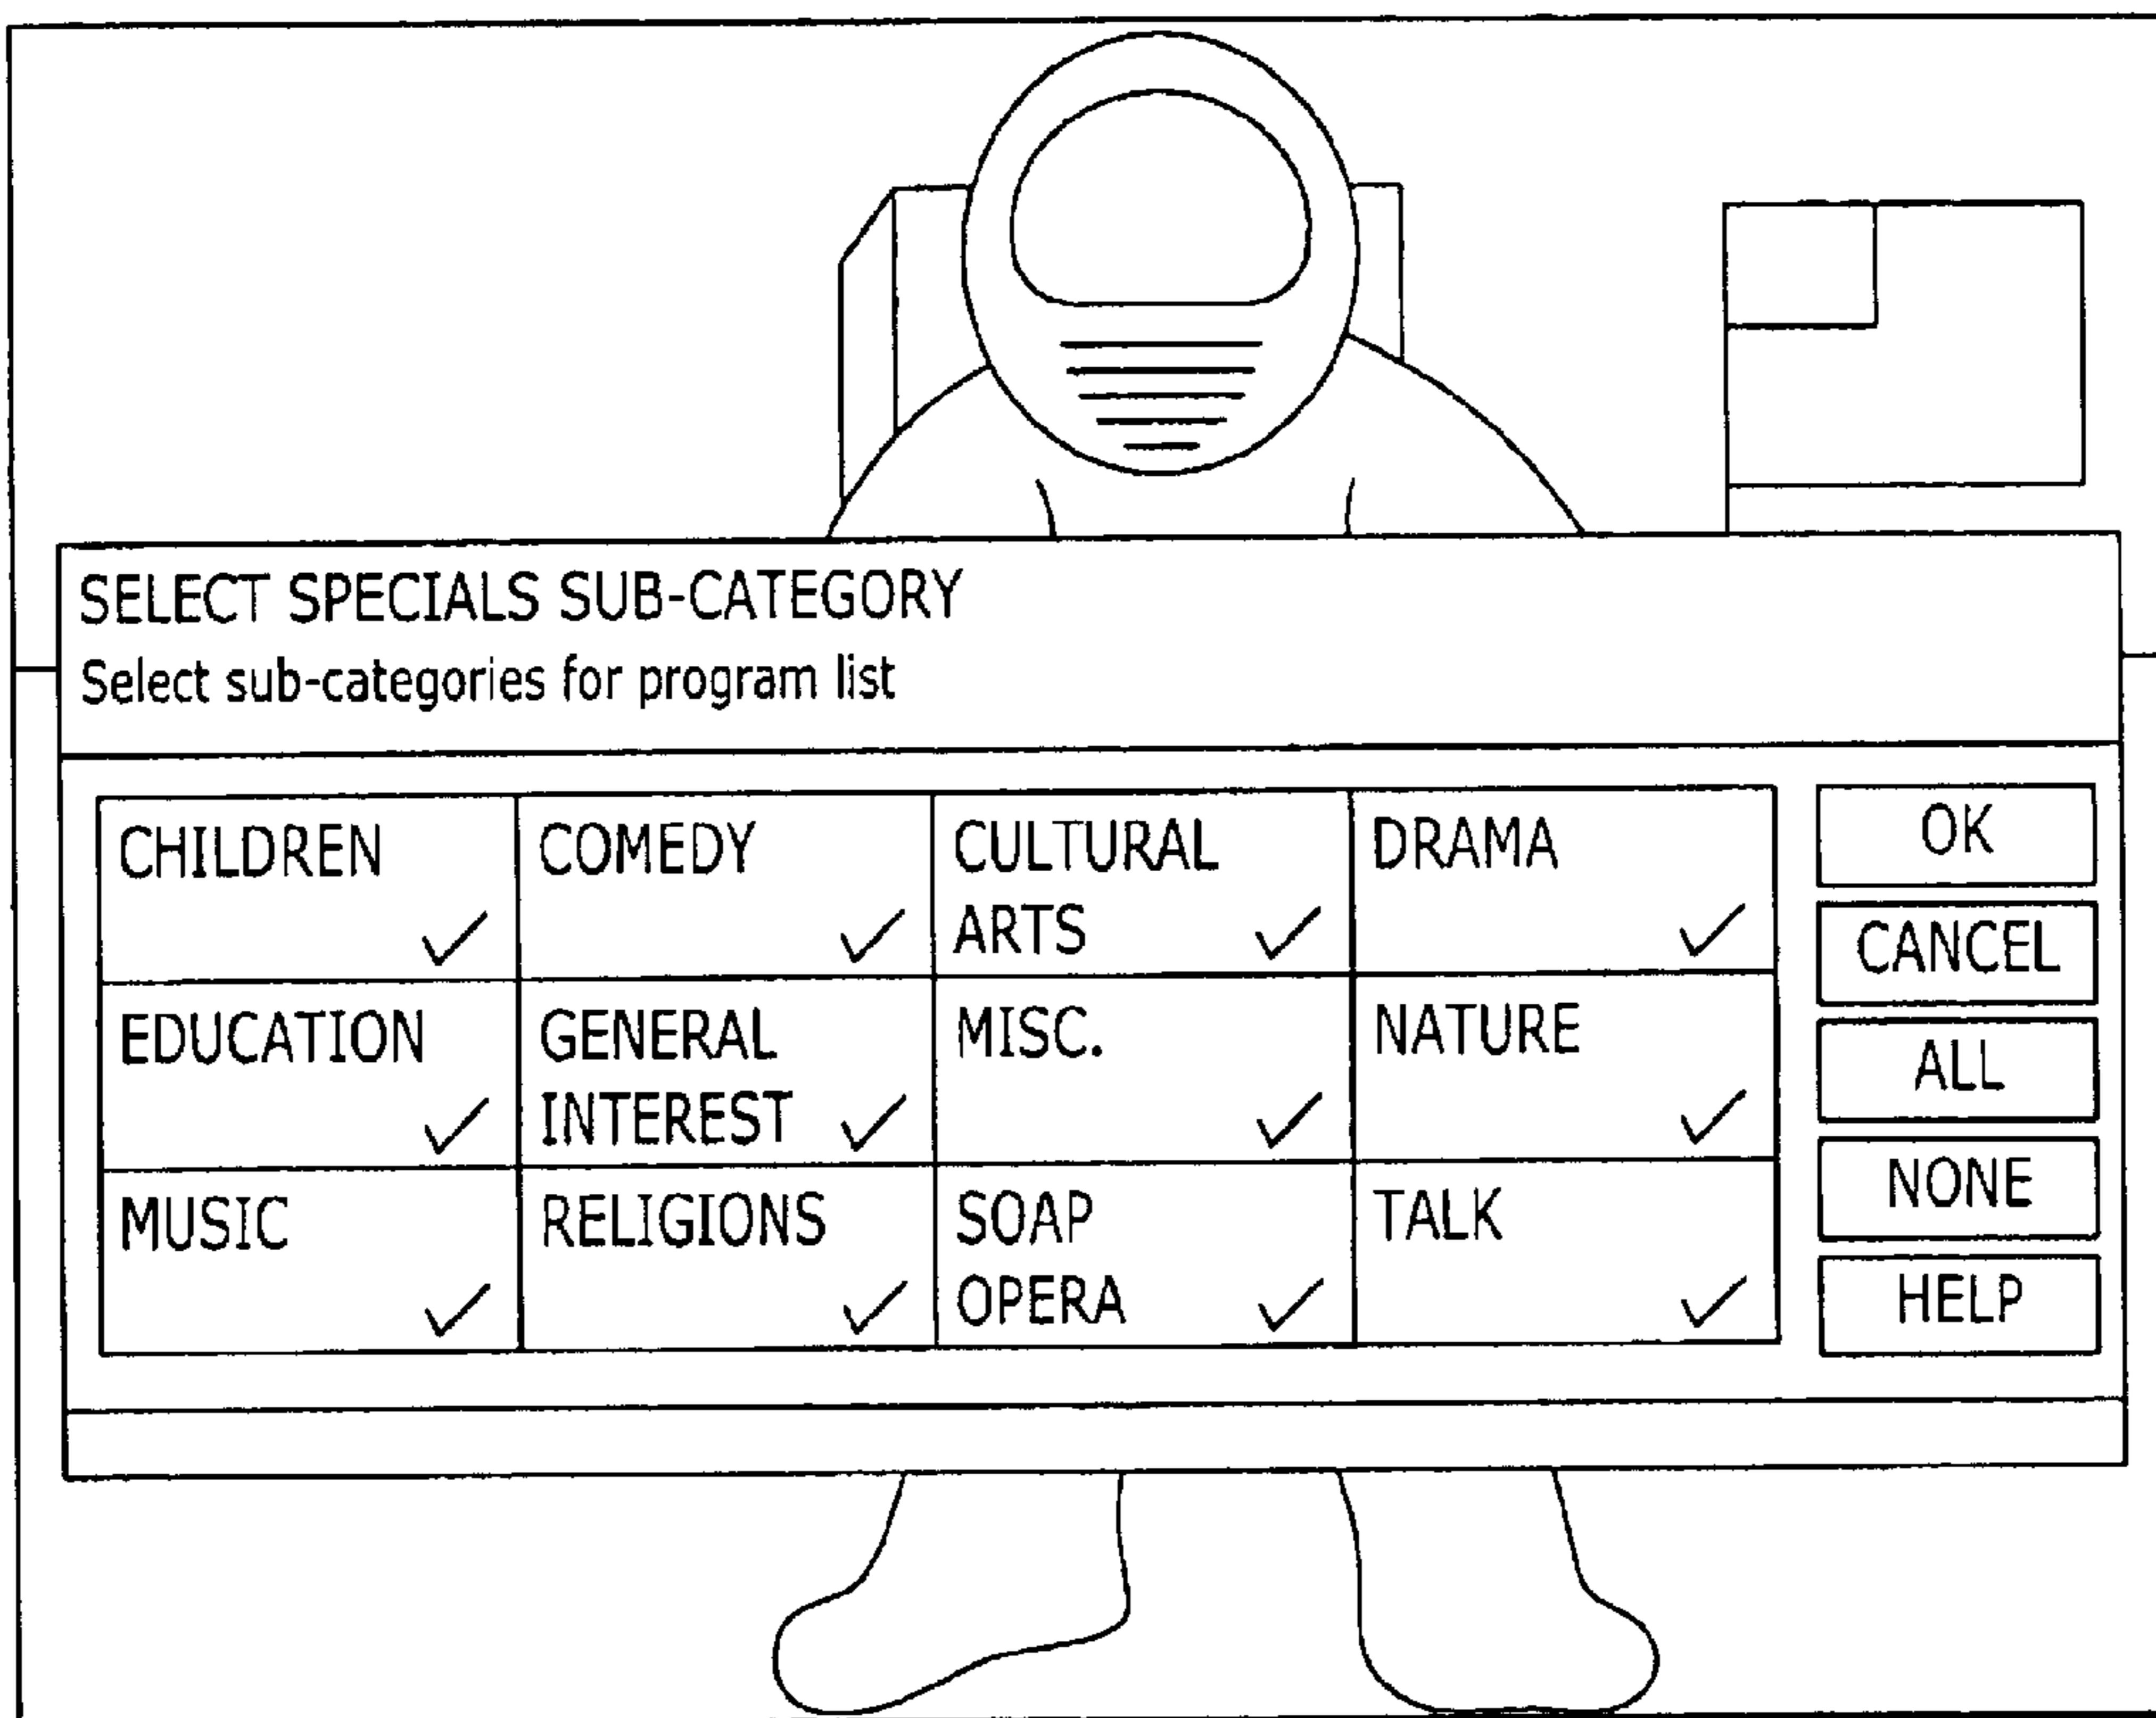 SELECT SPECIALS SUB-CATEGORY
Select sub-categories for program list
CHILDREN
COMEDY
CULTURAL
ARTS
DRAMA
EDUCATION
GENERAL
INTEREST
MISC.
NATURE
MUSIC
RELIGIONS
SOAP
OPERA
TALK
OK
CANCEL
ALL
NONE
HELP